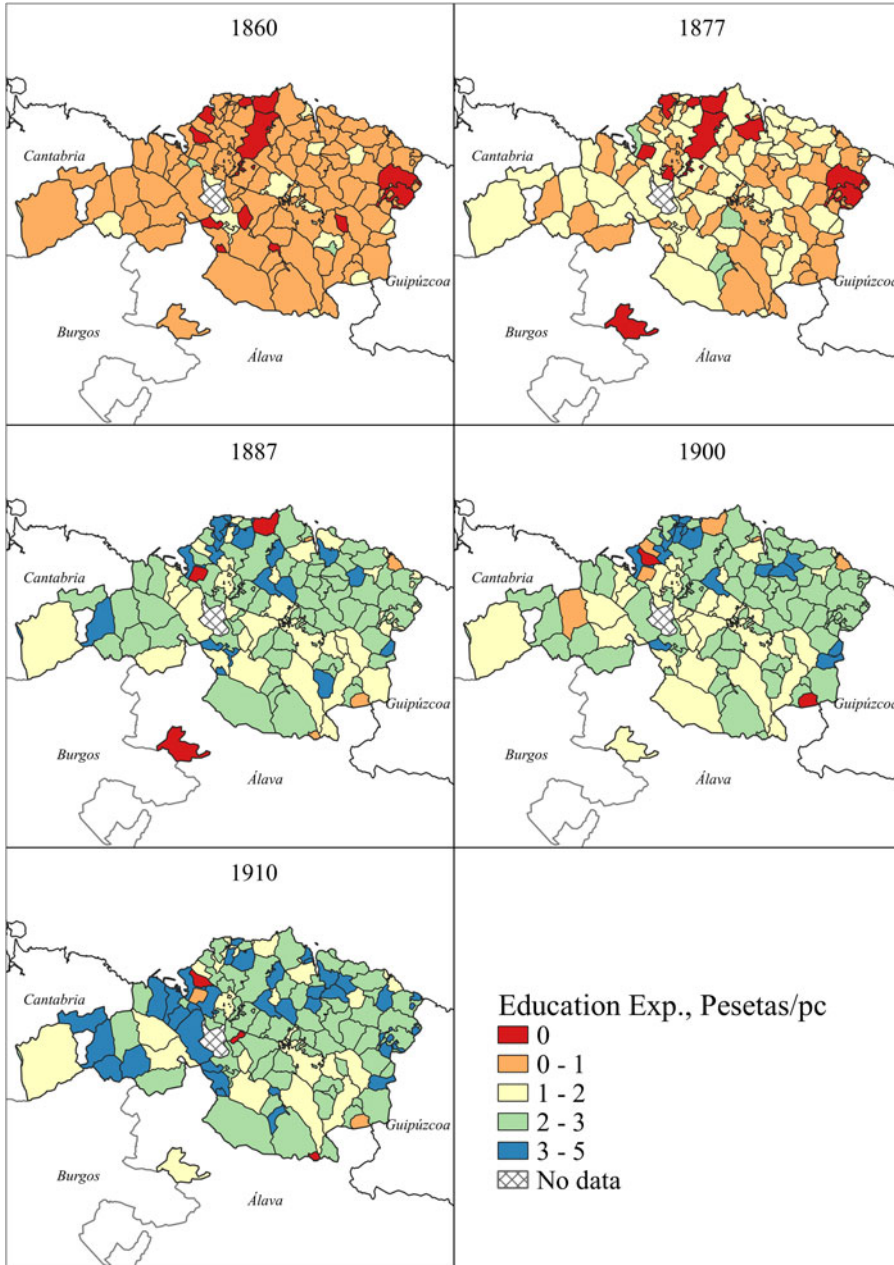 1860
1877
Cantabria
Cantabria
Guipúzcoa
Guipúzcoa
Burgos
Álava
Burgos
Álava
1887
1900
Cantabria
Cantabria
Guipúzcoa
Guipúzcoa
Burgos
Álava
Burgos
Álava
1910
Cantabria
Guipúzcoa
Burgos
Álava
Education Exp., Pesetas/pc
0
0 - 1
1 - 2
2 - 3
3 - 5
No data